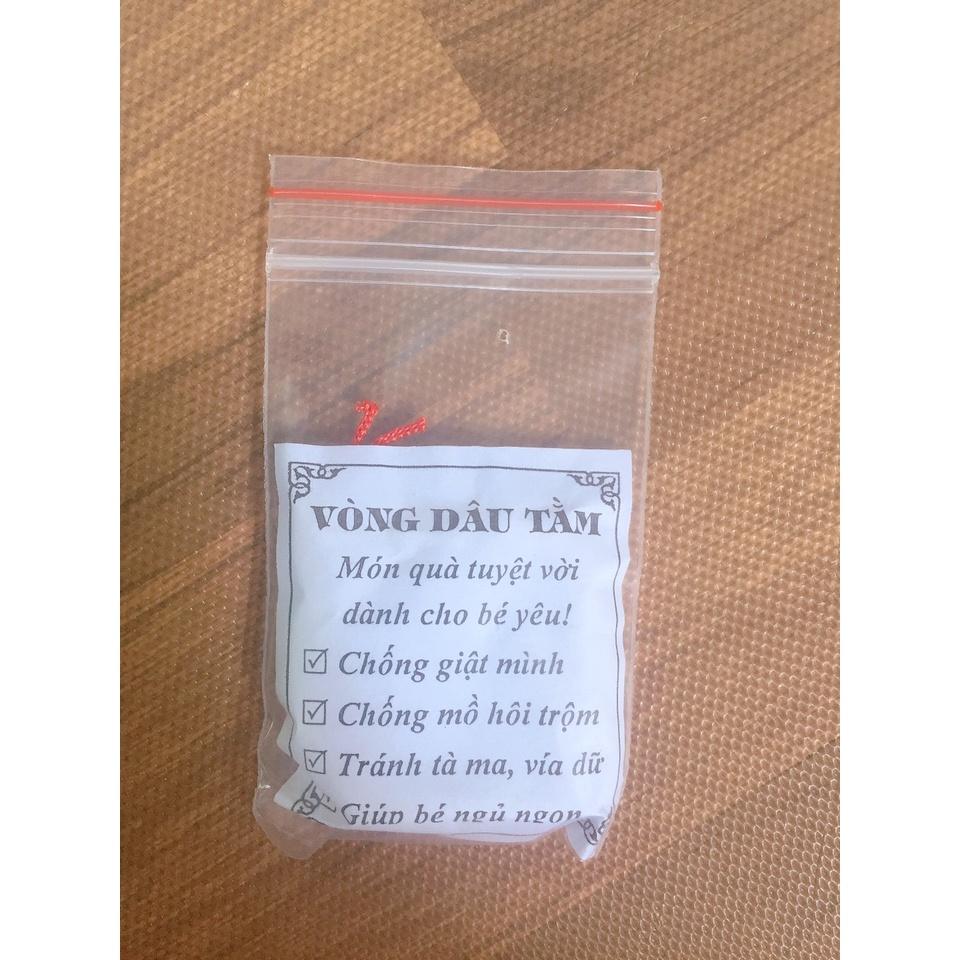 VÒNG DÂU TẰM
Món quà tuyệt vời
dành cho bé yêu!
☑ Chống giật mình
☑ Chống mồ hôi trộm
☑ Tránh tà ma, vía dữ
Giúp bé ngủ ngon